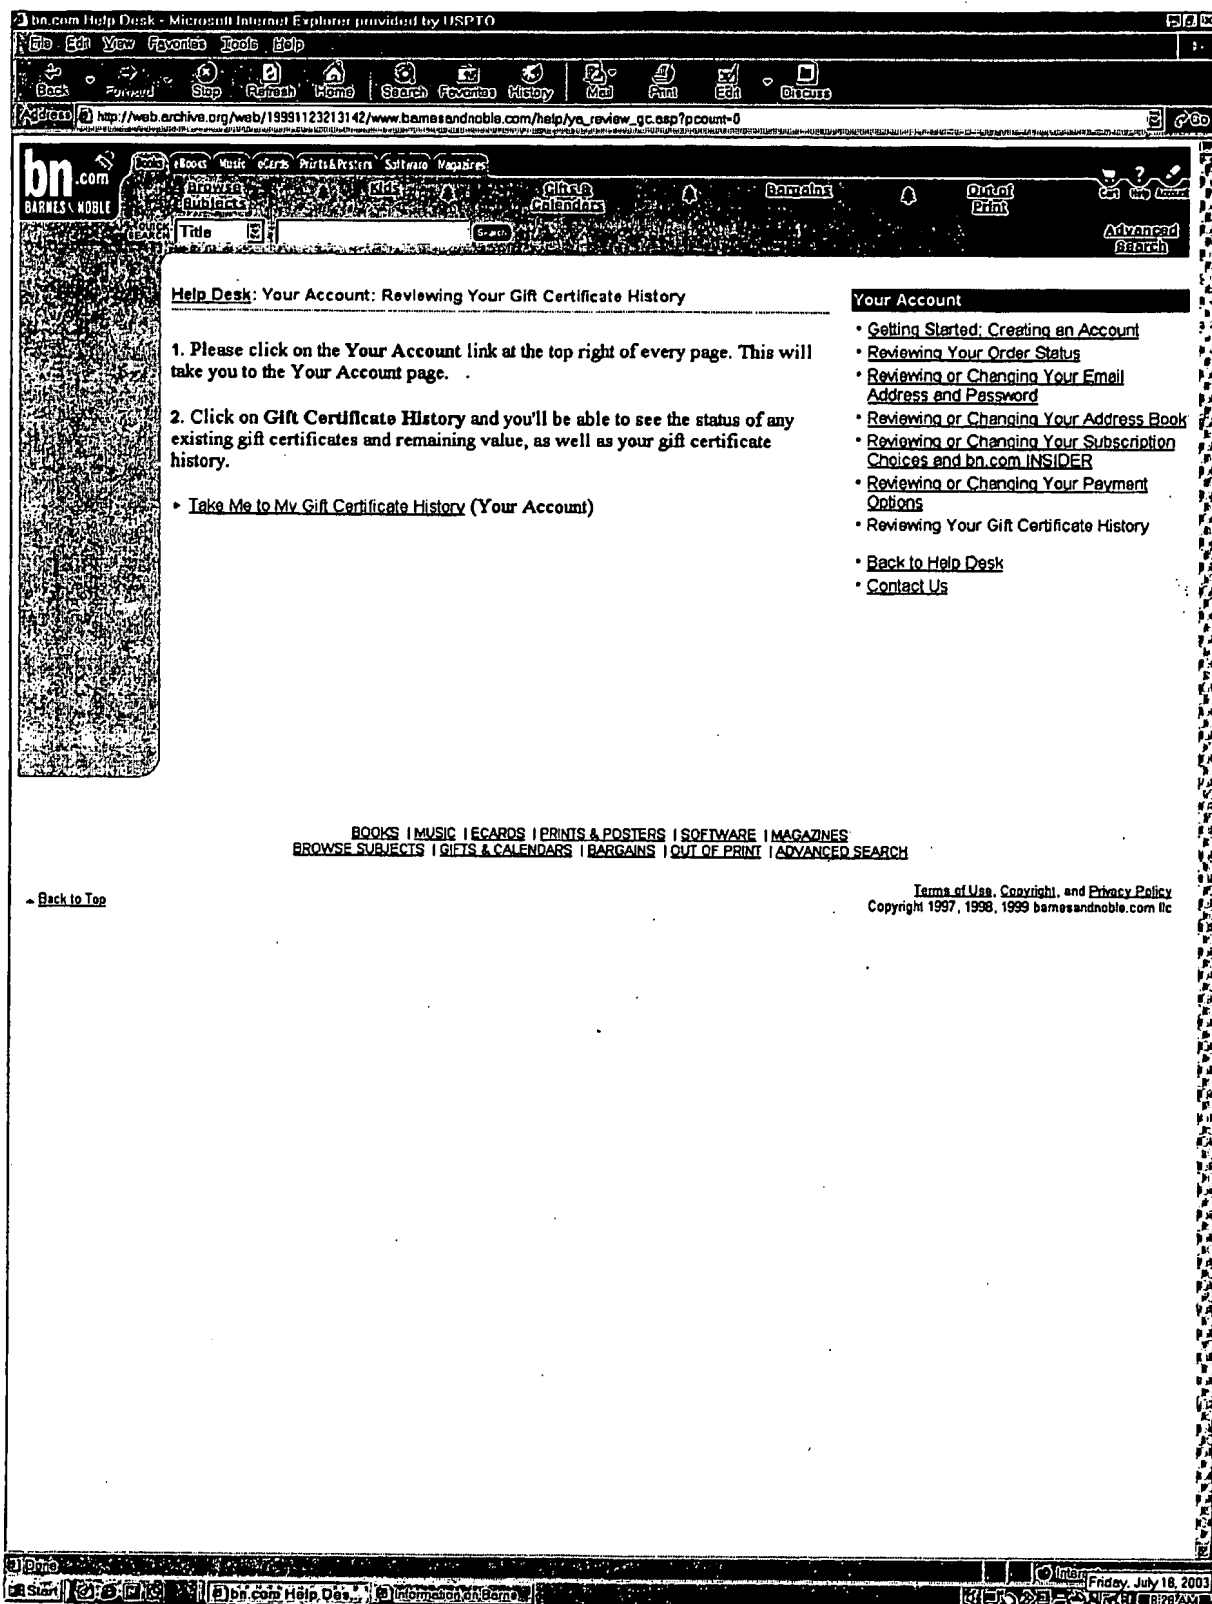 bn.com Help Desk - Microsoft Internet Explorer provided by USPTO
File Edit View Favorites Tools Help
Back Forward Stop Refresh Home Search Favorites History Mail Print Edit Discuss
Address http://web.archive.org/web/19991123213142/www.barnesandnoble.com/help/ya_review_gc.asp?pcount=0 Go
bn.com
BARNES & NOBLE
Books eBooks Music eCards Prints & Posters Software Magazines
Browse Subjects Kids Gifts & Calendars Bargains Out of Print
Cart Help Account
QUICK SEARCH Title Search
Advanced Search
Help Desk: Your Account: Reviewing Your Gift Certificate History
1. Please click on the Your Account link at the top right of every page. This will
take you to the Your Account page.
2. Click on Gift Certificate History and you'll be able to see the status of any
existing gift certificates and remaining value, as well as your gift certificate
history.
Take Me to My Gift Certificate History (Your Account)
Your Account
• Getting Started: Creating an Account
• Reviewing Your Order Status
• Reviewing or Changing Your Email
Address and Password
• Reviewing or Changing Your Address Book
• Reviewing or Changing Your Subscription
Choices and bn.com INSIDER
• Reviewing or Changing Your Payment
Options
• Reviewing Your Gift Certificate History
• Back to Help Desk
• Contact Us
BOOKS | MUSIC | ECARDS | PRINTS & POSTERS | SOFTWARE | MAGAZINES
BROWSE SUBJECTS | GIFTS & CALENDARS | BARGAINS | OUT OF PRINT | ADVANCED SEARCH
Back to Top
Terms of Use, Copyright, and Privacy Policy
Copyright 1997, 1998, 1999 barnesandnoble.com llc
Done
Friday, July 18, 2003
Start bn.com Help Des... Information on Barne... 8:28 AM